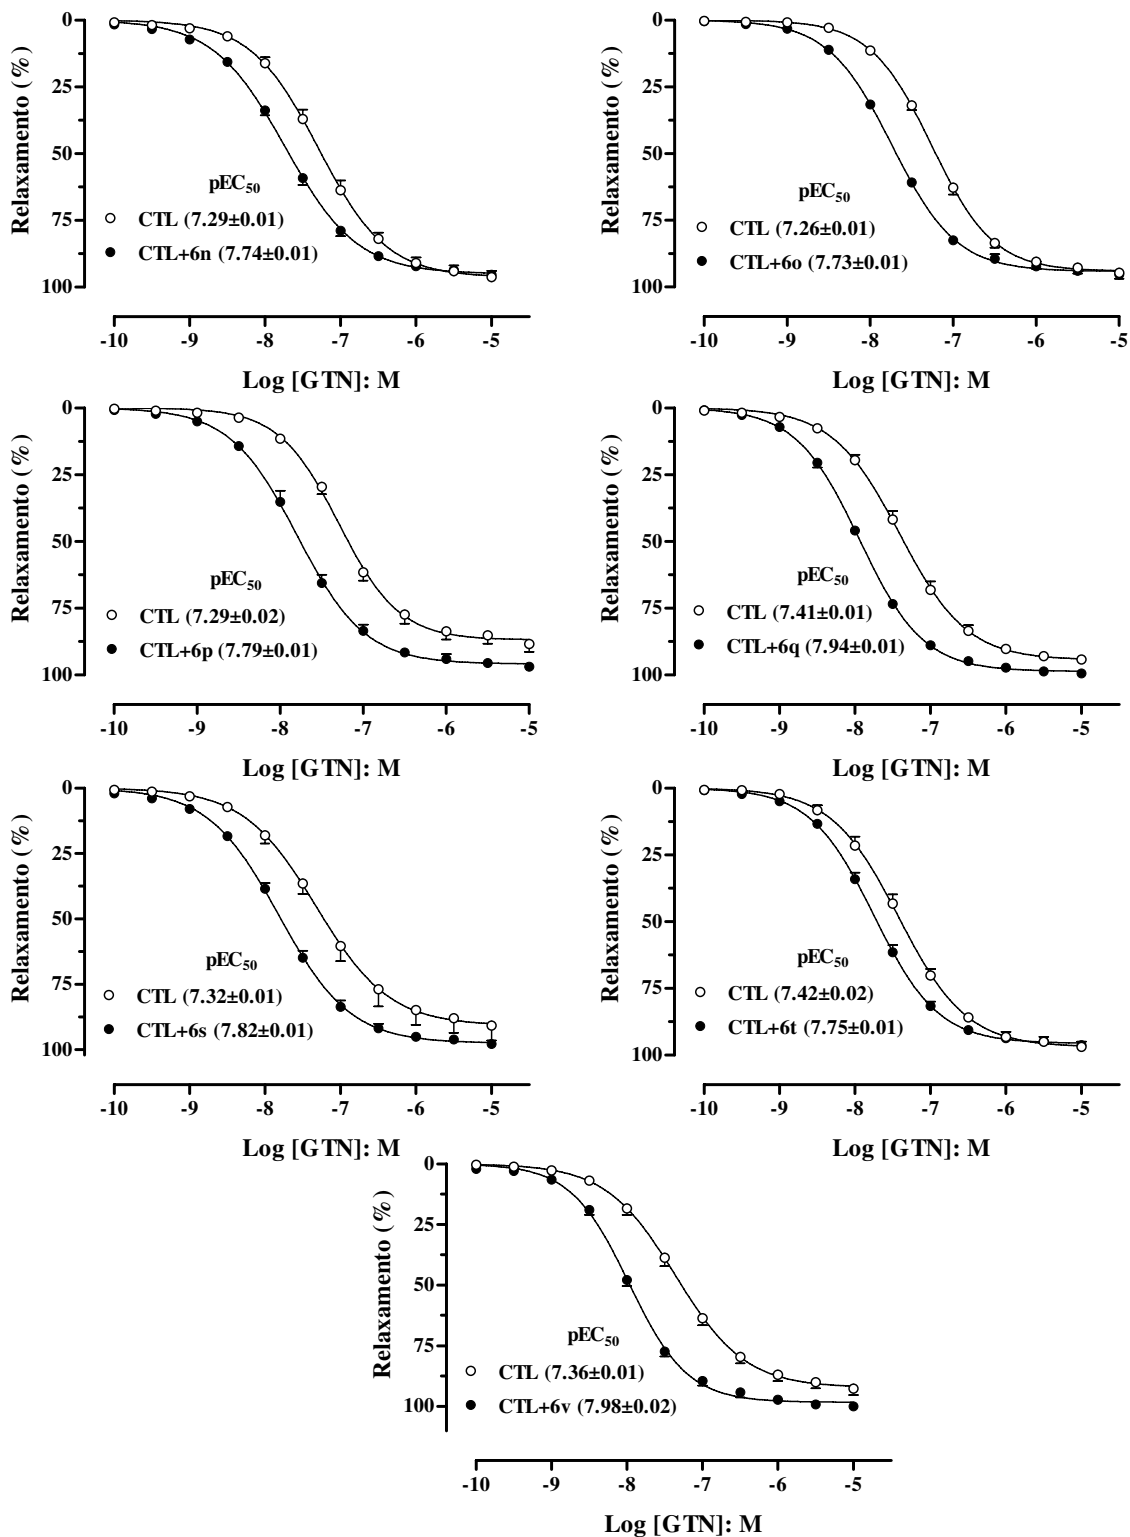 0
25
50
75
100
Relaxamento (%)
pEC50
CTL (7.29±0.01)
CTL+6n (7.74±0.01)
-10 -9 -8 -7 -6 -5
Log [GTN]: M
0
25
50
75
100
Relaxamento (%)
pEC50
CTL (7.26±0.01)
CTL+6o (7.73±0.01)
-10 -9 -8 -7 -6 -5
Log [GTN]: M
0
25
50
75
100
Relaxamento (%)
pEC50
CTL (7.29±0.02)
CTL+6p (7.79±0.01)
-10 -9 -8 -7 -6 -5
Log [GTN]: M
0
25
50
75
100
Relaxamento (%)
pEC50
CTL (7.41±0.01)
CTL+6q (7.94±0.01)
-10 -9 -8 -7 -6 -5
Log [GTN]: M
0
25
50
75
100
Relaxamento (%)
pEC50
CTL (7.32±0.01)
CTL+6s (7.82±0.01)
-10 -9 -8 -7 -6 -5
Log [GTN]: M
0
25
50
75
100
Relaxamento (%)
pEC50
CTL (7.42±0.02)
CTL+6t (7.75±0.01)
-10 -9 -8 -7 -6 -5
Log [GTN]: M
0
25
50
75
100
Relaxamento (%)
pEC50
CTL (7.36±0.01)
CTL+6v (7.98±0.02)
-10 -9 -8 -7 -6 -5
Log [GTN]: M